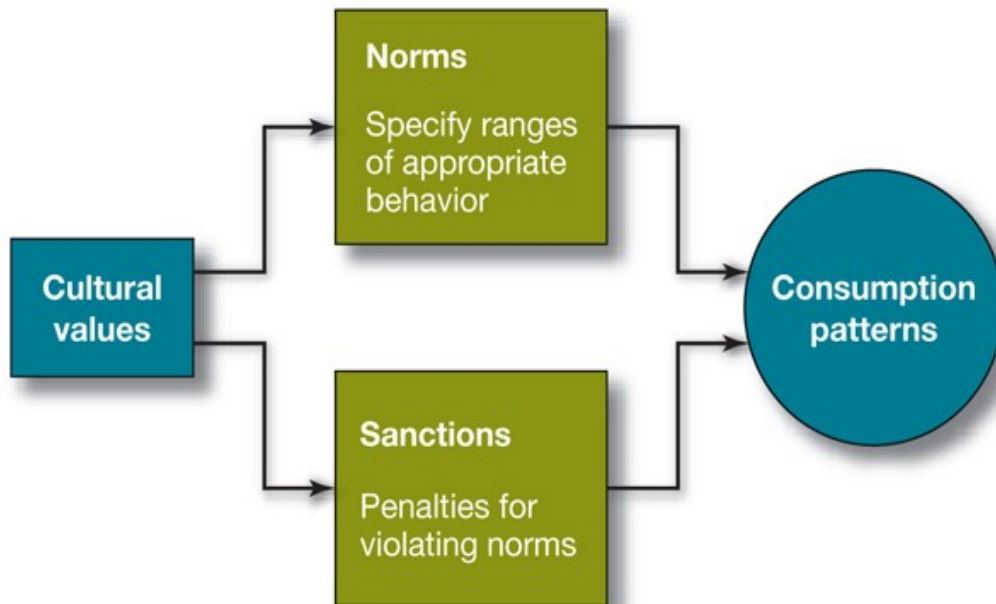 Norms
Specify ranges
of appropriate
behavior
Cultural
values
Consumption
patterns
Sanctions
Penalties for
violating norms